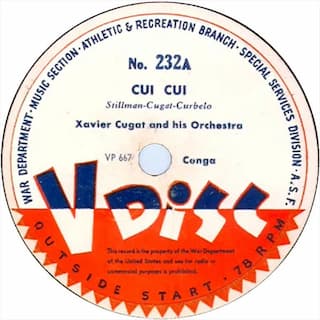 WAR DEPARTMENT · MUSIC SECTION · ATHLETIC & RECREATION BRANCH · SPECIAL SERVICES DIVISION · A.S.F.
No. 232A
CUI CUI
Stillman-Cugat-Curbelo
Xavier Cugat and his Orchestra
VP 667 Conga
V DISC
This record is the property of the War Department
of the United States and use for radio or
commercial purposes is prohibited.
OUTSIDE START · 78 RPM